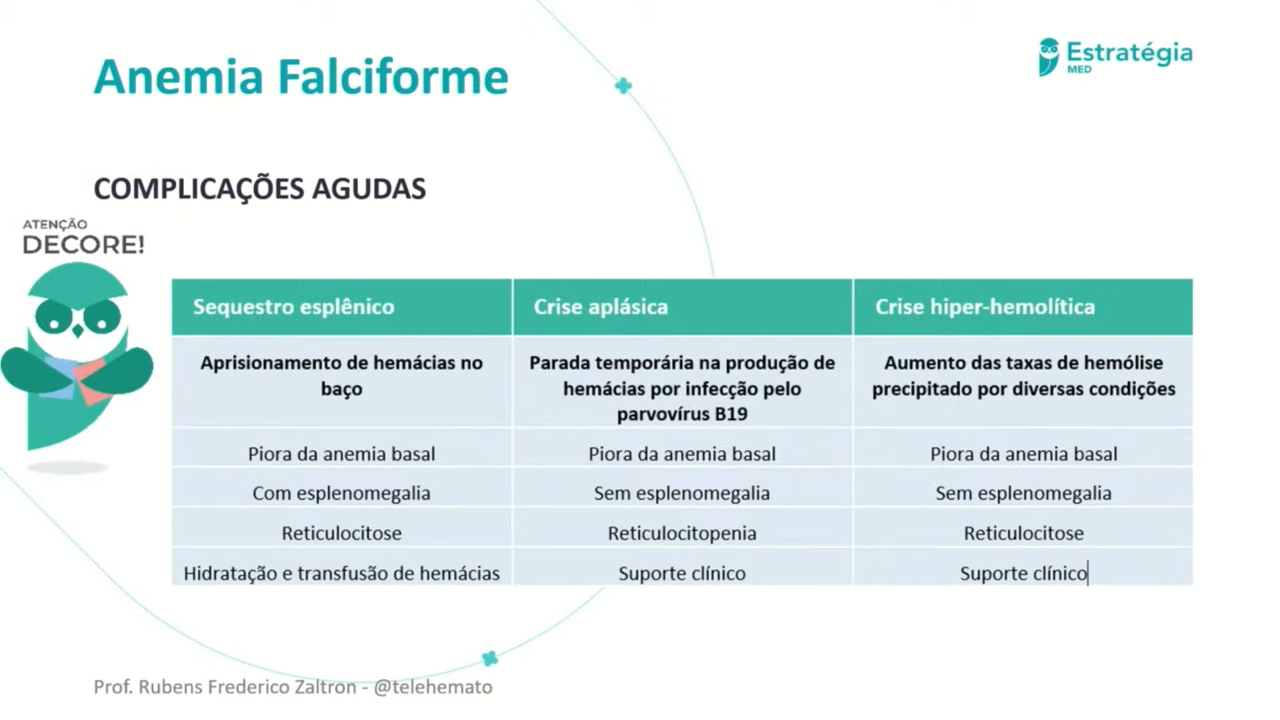 Anemia Falciforme
Estratégia
MED
COMPLICAÇÕES AGUDAS
ATENÇÃO
DECORE!
Sequestro esplênico
Crise aplásica
Crise hiper-hemolítica
Aprisionamento de hemácias no
baço
Parada temporária na produção de
hemácias por infecção pelo
parvovírus B19
Aumento das taxas de hemólise
precipitado por diversas condições
Piora da anemia basal
Piora da anemia basal
Piora da anemia basal
Com esplenomegalia
Sem esplenomegalia
Sem esplenomegalia
Reticulocitose
Reticulocitopenia
Reticulocitose
Hidratação e transfusão de hemácias
Suporte clínico
Suporte clínico
Prof. Rubens Frederico Zaltron - @telehemato